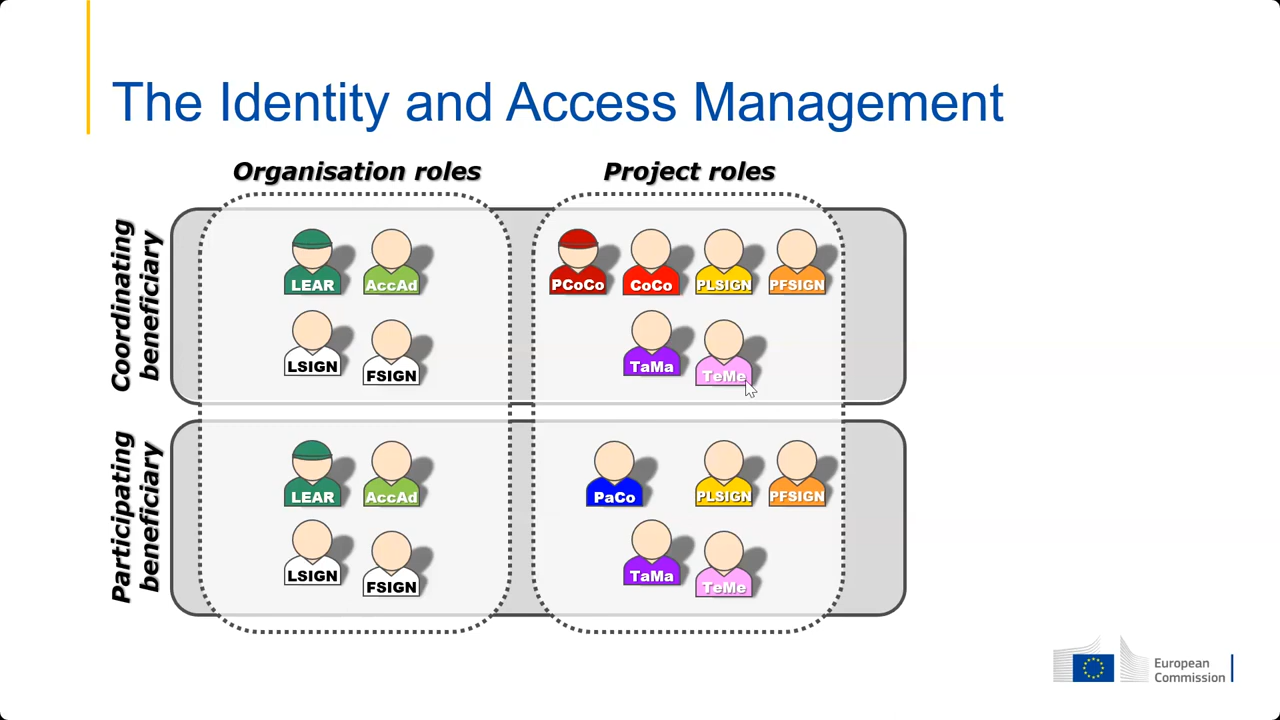 The Identity and Access Management
Organisation roles
Project roles
Coordinating
beneficiary
LEAR
AccAd
PCoCo
CoCo
PLSIGN
PFSIGN
LSIGN
FSIGN
TaMa
TeMe
Participating
beneficiary
LEAR
AccAd
PaCo
PLSIGN
PFSIGN
LSIGN
FSIGN
TaMa
TeMe
European
Commission